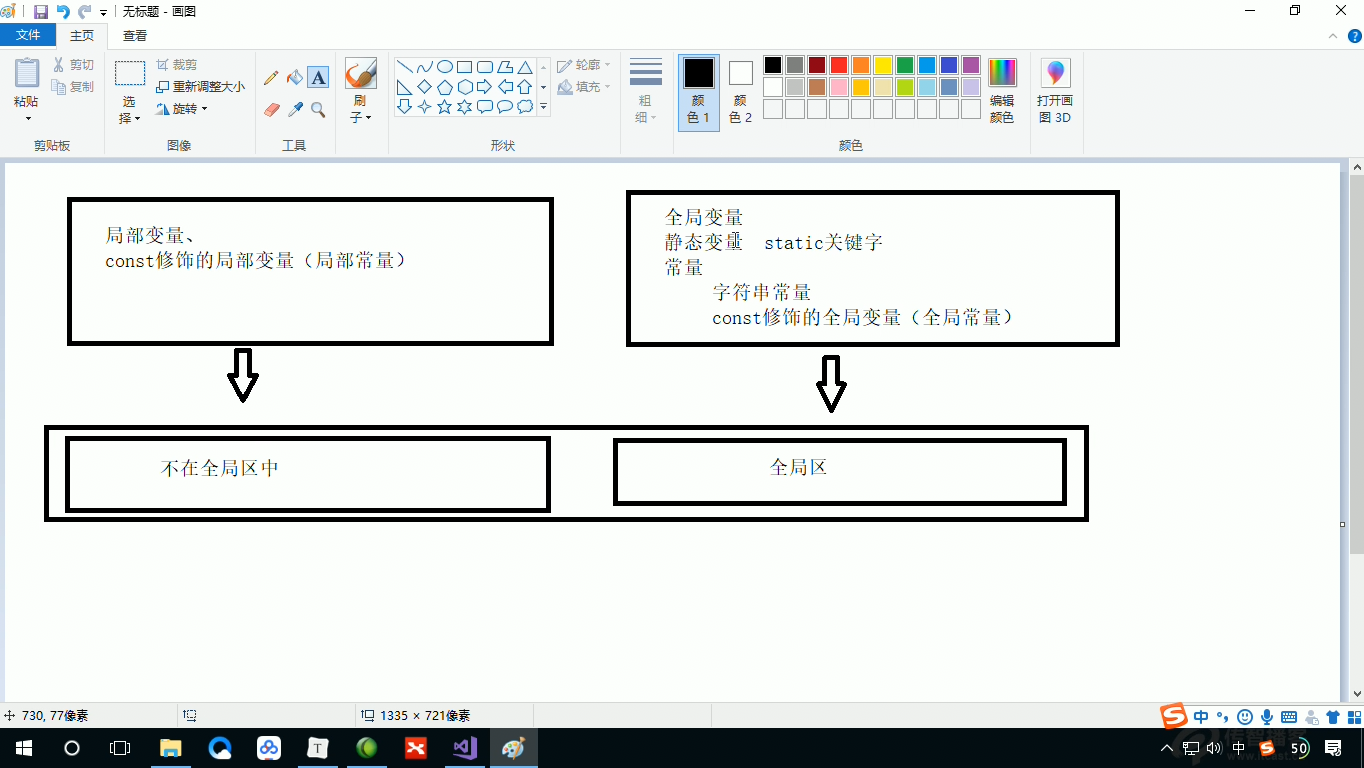 无标题 - 画图
文件
主页
查看
粘贴
剪切
复制
剪贴板
选择
裁剪
重新调整大小
旋转
图像
A
工具
刷子
轮廓
填充
形状
粗细
颜色 1
颜色 2
编辑颜色
颜色
打开画图 3D
局部变量、
const修饰的局部变量（局部常量）
全局变量
静态变量 static关键字
常量
字符串常量
const修饰的全局变量（全局常量）
不在全局区中
全局区
730, 77像素
1335 × 721像素
S 中
T
中 S 50
传智播客